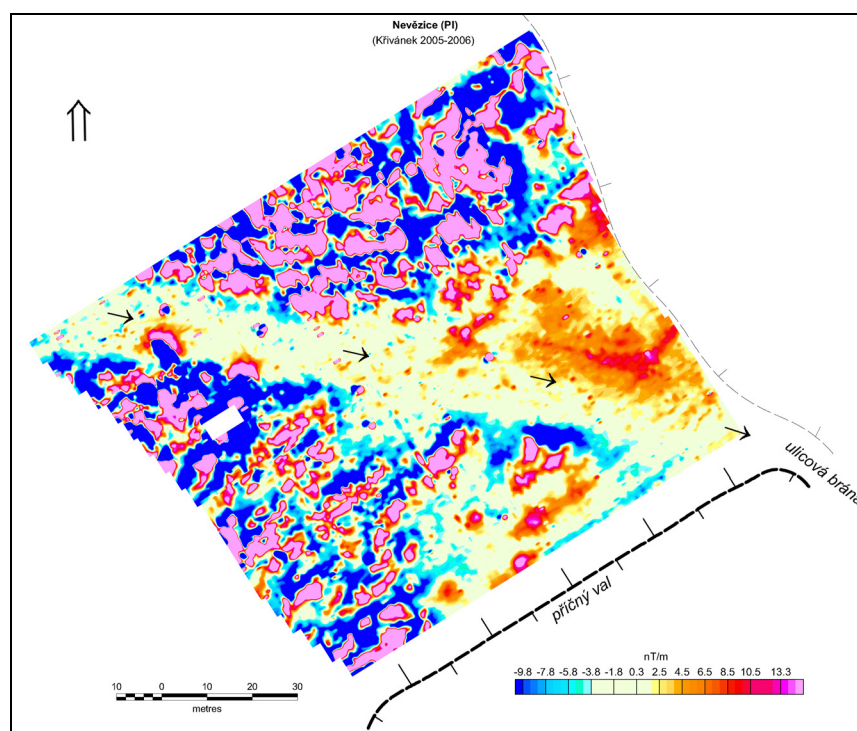 Nevězice (PI)
(Křivánek 2005-2006)
ulicová brána
příčný val
nT/m
-9.8 -7.8 -5.8 -3.8 -1.8 0.3 2.5 4.5 6.5 8.5 10.5 13.3
10 0 10 20 30
metres